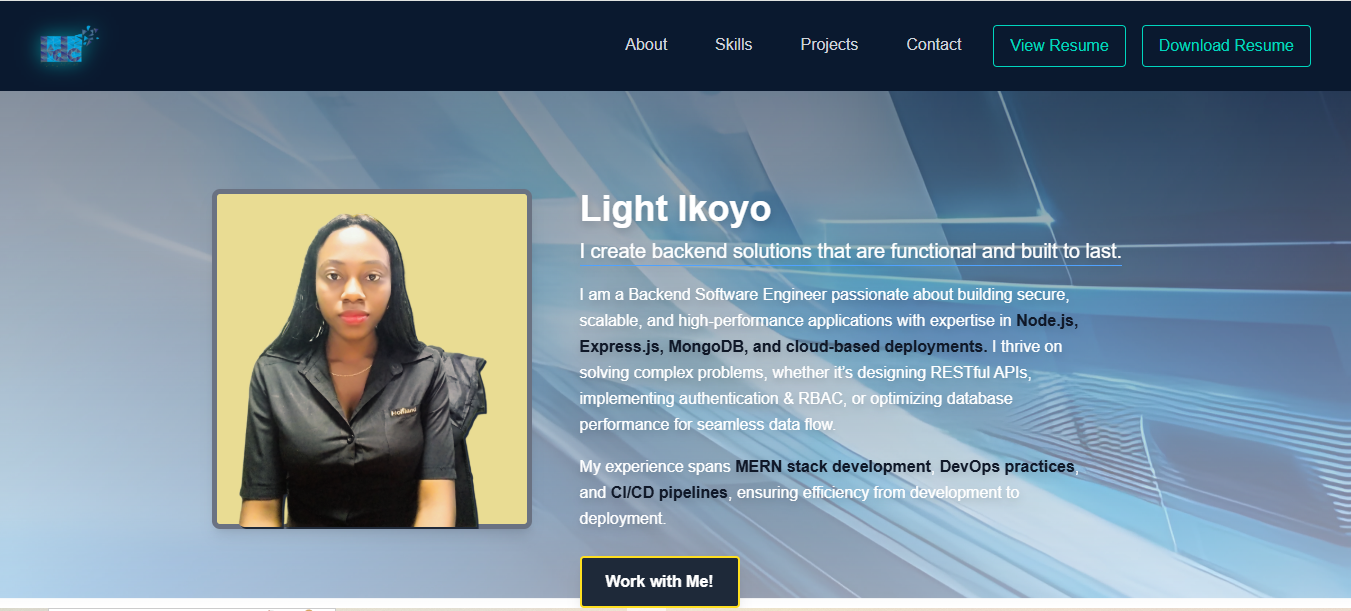 About
Skills
Projects
Contact
View Resume
Download Resume
Light Ikoyo
I create backend solutions that are functional and built to last.
I am a Backend Software Engineer passionate about building secure,
scalable, and high-performance applications with expertise in Node.js,
Express.js, MongoDB, and cloud-based deployments. I thrive on
solving complex problems, whether it's designing RESTful APIs,
implementing authentication & RBAC, or optimizing database
performance for seamless data flow.
My experience spans MERN stack development, DevOps practices,
and CI/CD pipelines, ensuring efficiency from development to
deployment.
Work with Me!